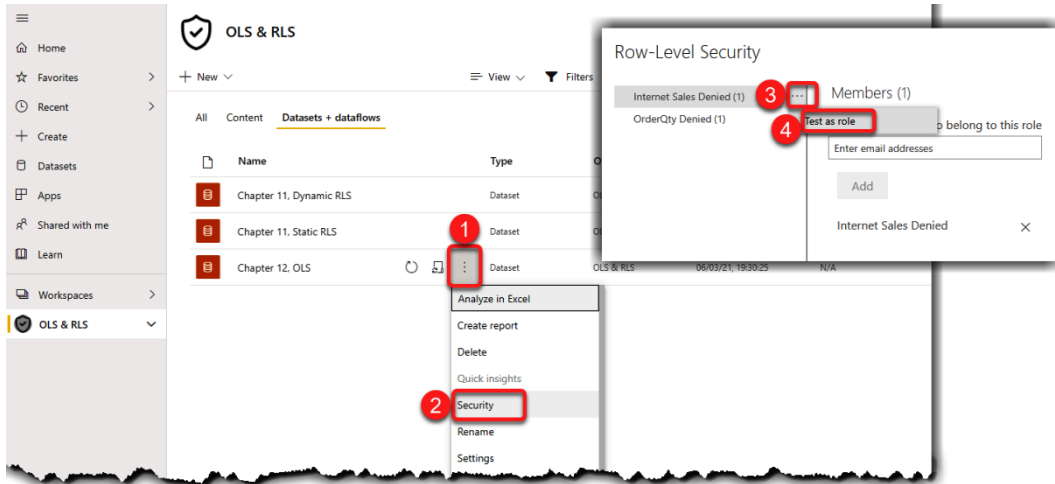 Home
Favorites
Recent
Create
Datasets
Apps
Shared with me
Learn
Workspaces
OLS & RLS
OLS & RLS
New
View
Filters
All Content Datasets + dataflows
Name Type
Chapter 11, Dynamic RLS Dataset
Chapter 11, Static RLS Dataset
1
Chapter 12, OLS Dataset OLS & RLS 06/03/21, 19:30:25 N/A
Analyze in Excel
Create report
Delete
Quick insights
2
Security
Rename
Settings
Row-Level Security
Internet Sales Denied (1)
3
...
OrderQty Denied (1)
4
Test as role
Members (1)
belong to this role
Enter email addresses
Add
Internet Sales Denied